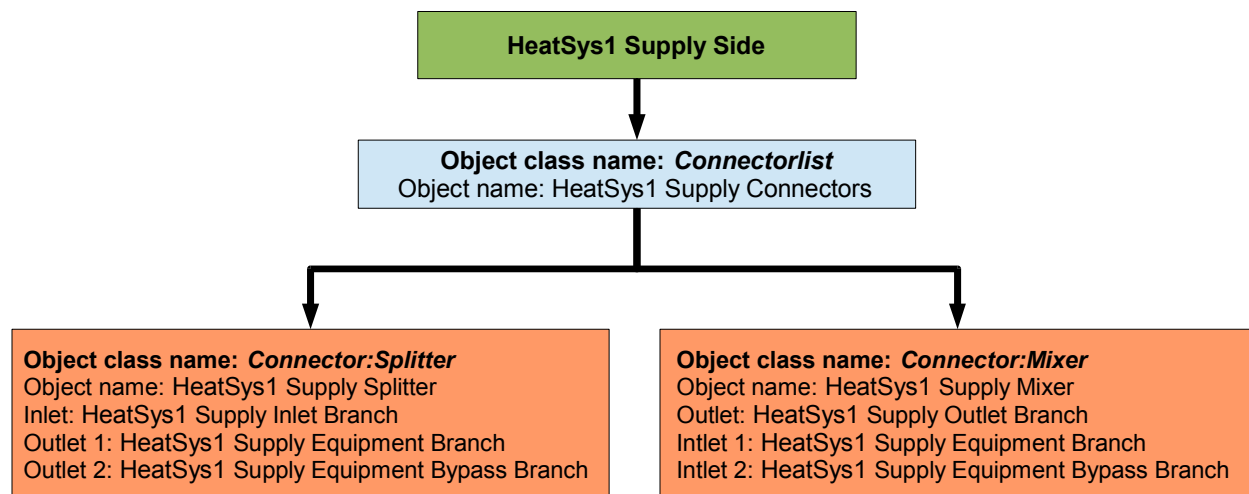 HeatSys1 Supply Side
Object class name: Connectorlist
Object name: HeatSys1 Supply Connectors
Object class name: Connector:Splitter
Object name: HeatSys1 Supply Splitter
Inlet: HeatSys1 Supply Inlet Branch
Outlet 1: HeatSys1 Supply Equipment Branch
Outlet 2: HeatSys1 Supply Equipment Bypass Branch
Object class name: Connector:Mixer
Object name: HeatSys1 Supply Mixer
Outlet: HeatSys1 Supply Outlet Branch
Intlet 1: HeatSys1 Supply Equipment Branch
Intlet 2: HeatSys1 Supply Equipment Bypass Branch